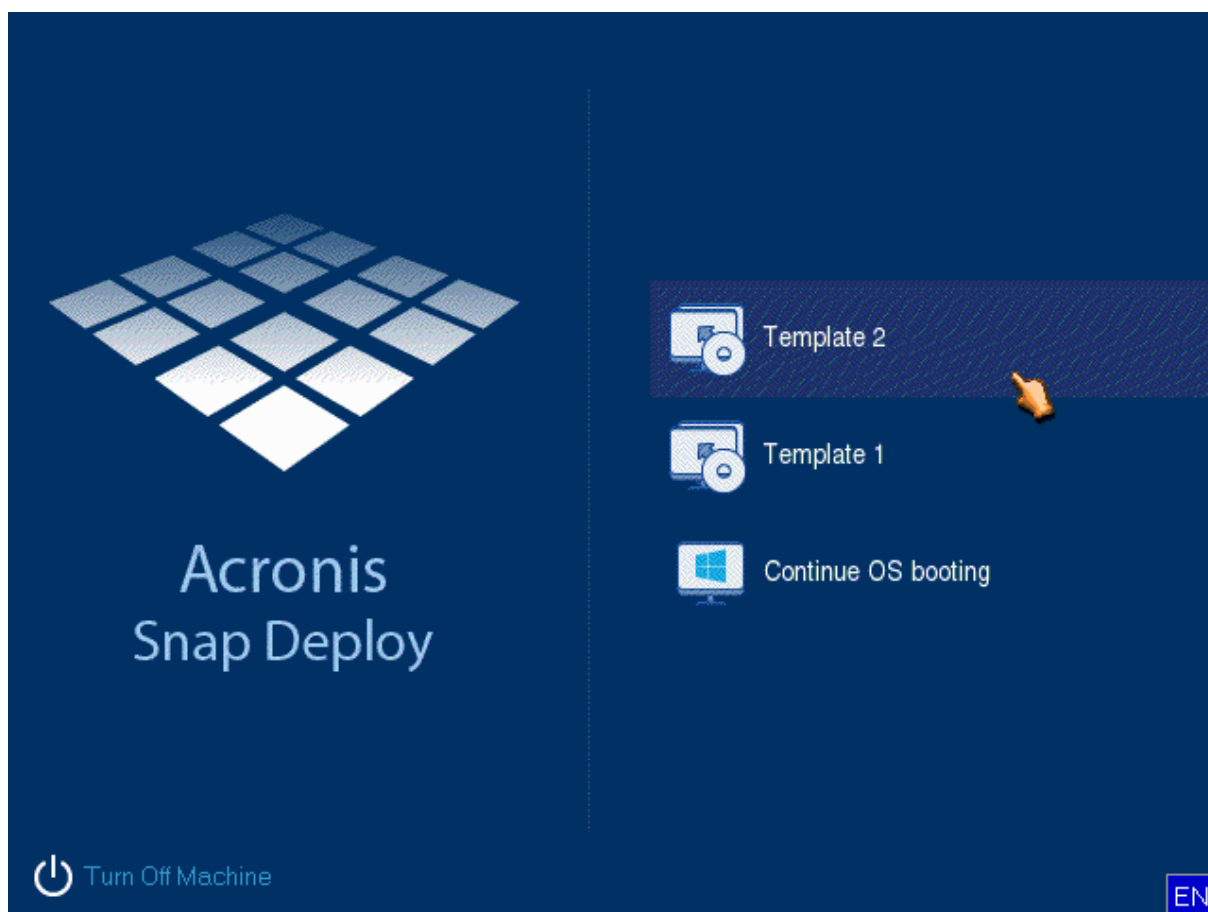 Acronis
Snap Deploy
Template 2
Template 1
Continue OS booting
Turn Off Machine
EN